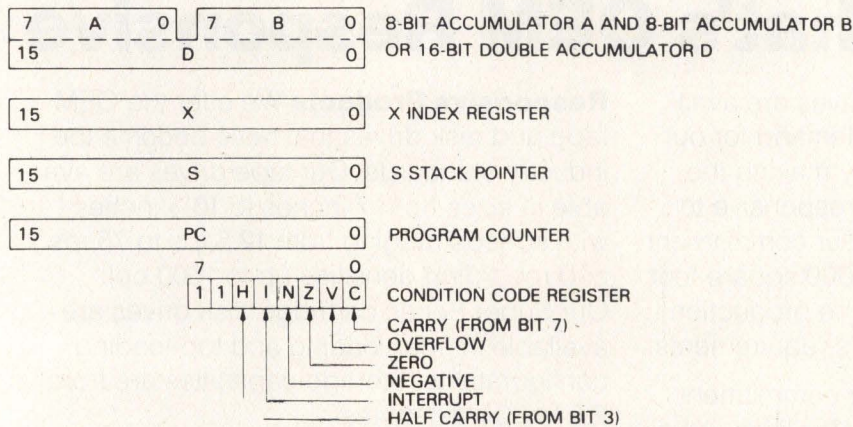 7 A 0 7 B 0 8-BIT ACCUMULATOR A AND 8-BIT ACCUMULATOR B
15 D 0 OR 16-BIT DOUBLE ACCUMULATOR D
15 X 0 X INDEX REGISTER
15 S 0 S STACK POINTER
15 PC 0 PROGRAM COUNTER
7 0
1 1 H I N Z V C CONDITION CODE REGISTER
CARRY (FROM BIT 7)
OVERFLOW
ZERO
NEGATIVE
INTERRUPT
HALF CARRY (FROM BIT 3)